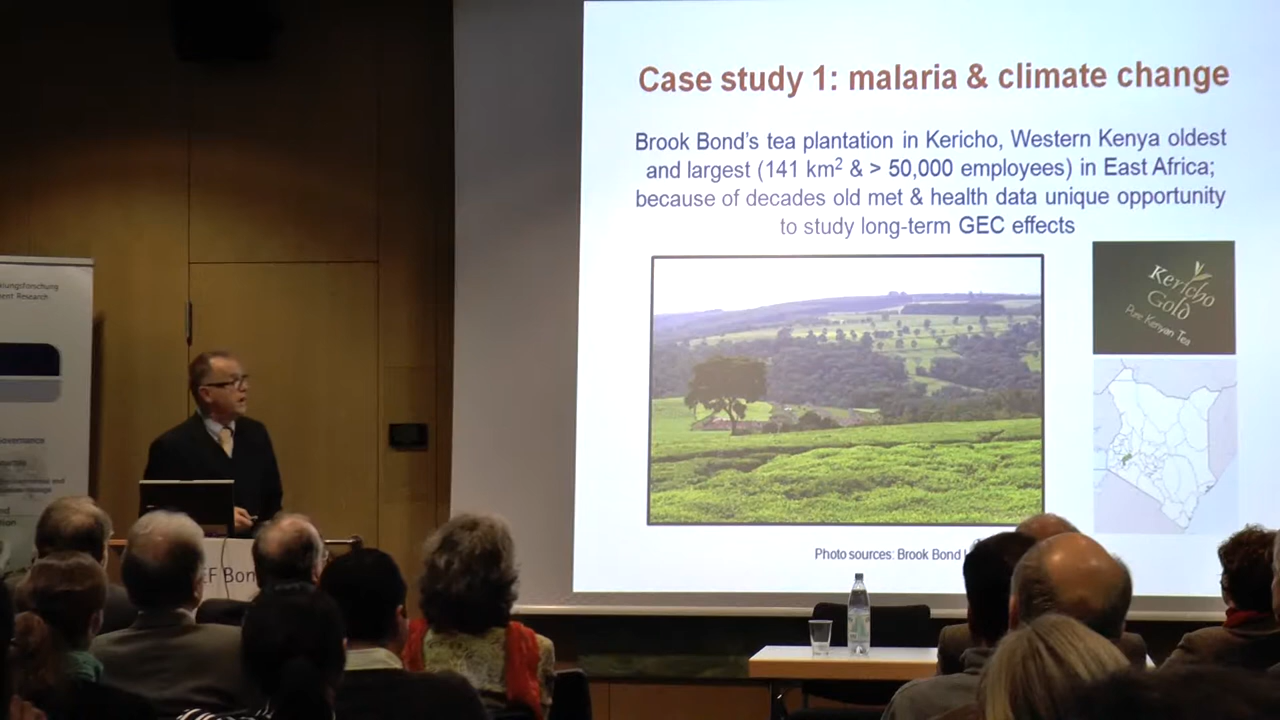 Case study 1: malaria & climate change
Brook Bond's tea plantation in Kericho, Western Kenya oldest
and largest (141 km² & > 50,000 employees) in East Africa;
because of decades old met & health data unique opportunity
to study long-term GEC effects
Kericho
Gold
Pure Kenyan Tea
Photo sources: Brook Bond
EF Bon